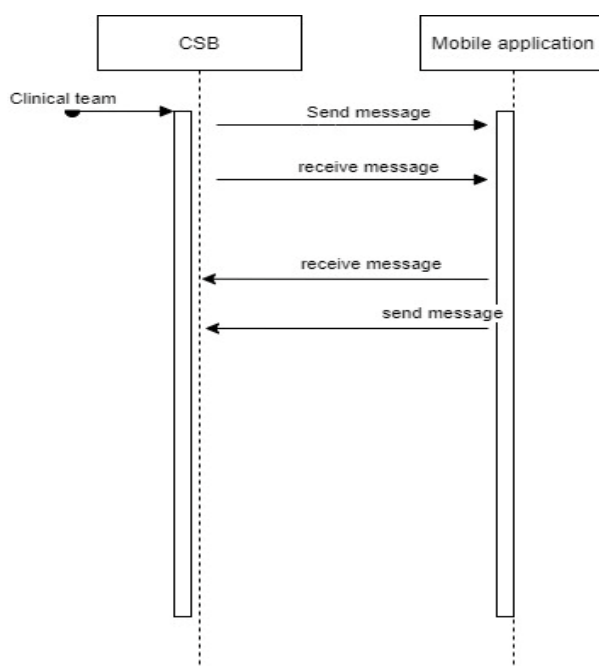 CSB
Mobile application
Clinical team
Send message
receive message
receive message
send message